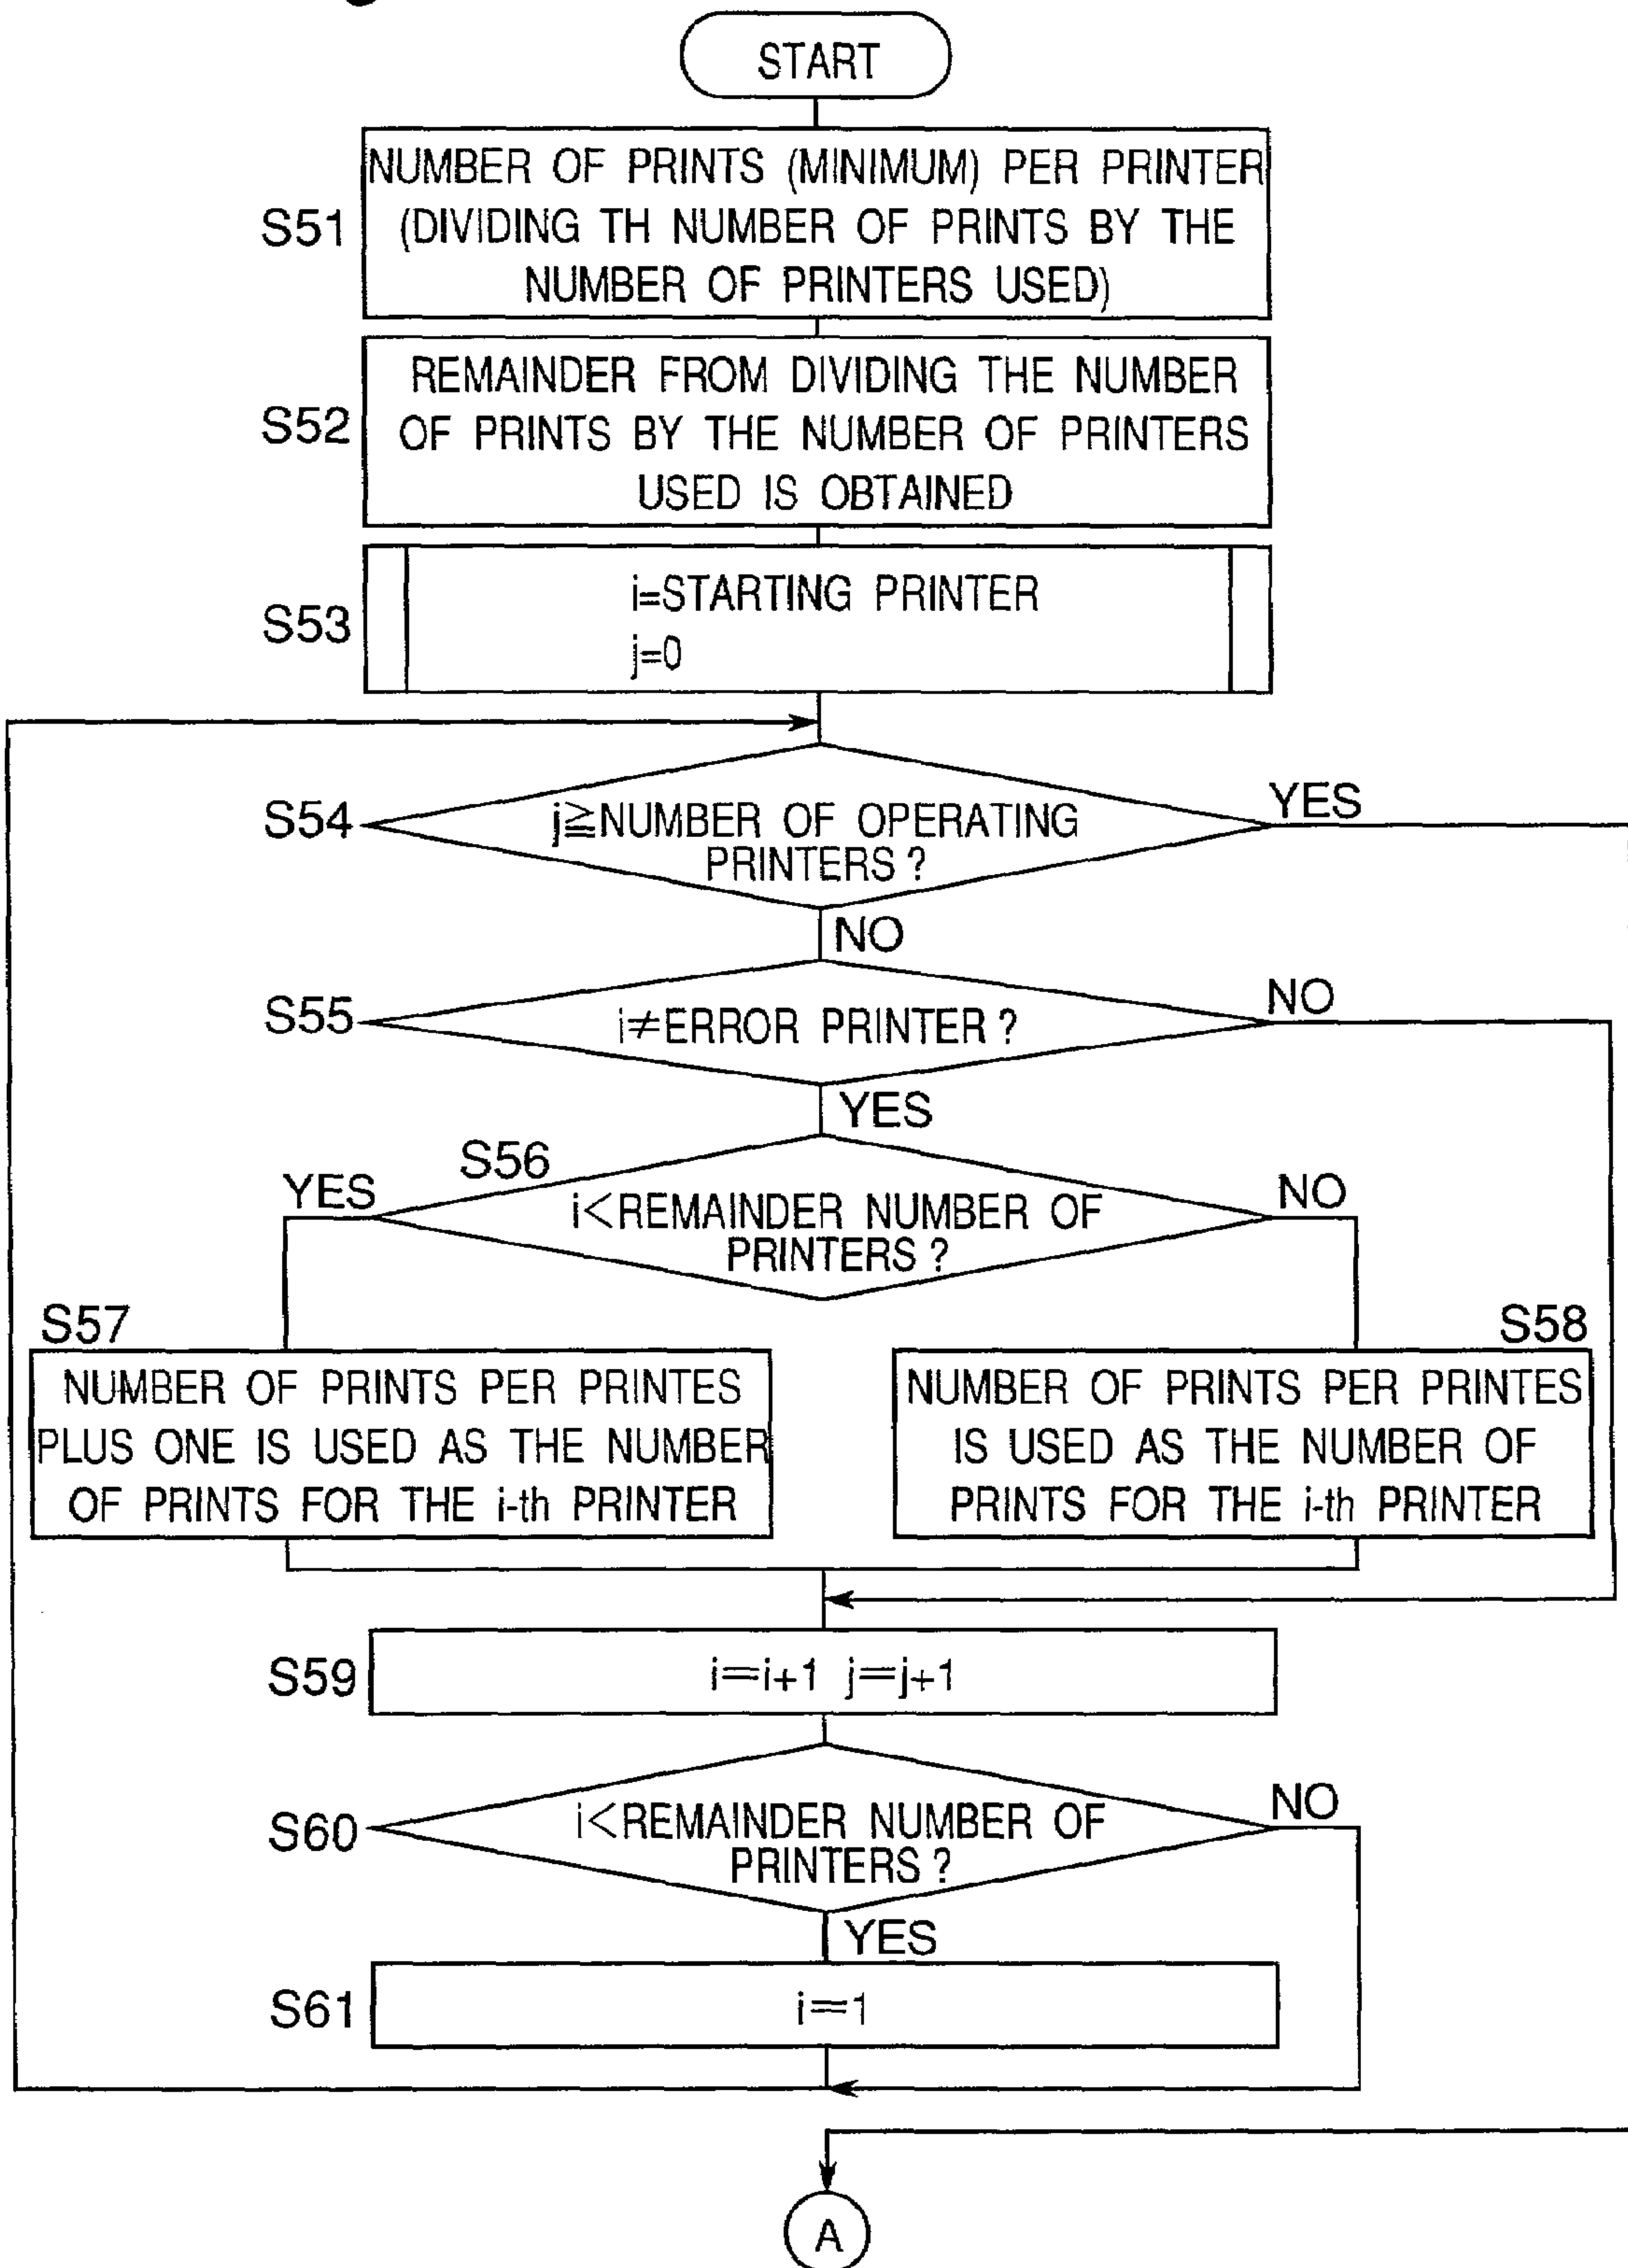 START
NUMBER OF PRINTS (MINIMUM) PER PRINTER
S51
(DIVIDING TH NUMBER OF PRINTS BY THE
NUMBER OF PRINTERS USED)
REMAINDER FROM DIVIDING THE NUMBER
S52
OF PRINTS BY THE NUMBER OF PRINTERS
USED IS OBTAINED
S53
i=STARTING PRINTER
j=0
S54
j≧NUMBER OF OPERATING
PRINTERS?
YES
NO
S55
i≠ERROR PRINTER?
NO
YES
S56
YES
i<REMAINDER NUMBER OF
PRINTERS?
NO
S57
NUMBER OF PRINTS PER PRINTES
PLUS ONE IS USED AS THE NUMBER
OF PRINTS FOR THE i-th PRINTER
S58
NUMBER OF PRINTS PER PRINTES
IS USED AS THE NUMBER OF
PRINTS FOR THE i-th PRINTER
S59
i=i+1 j=j+1
S60
i<REMAINDER NUMBER OF
PRINTERS?
NO
YES
S61
i=1
A